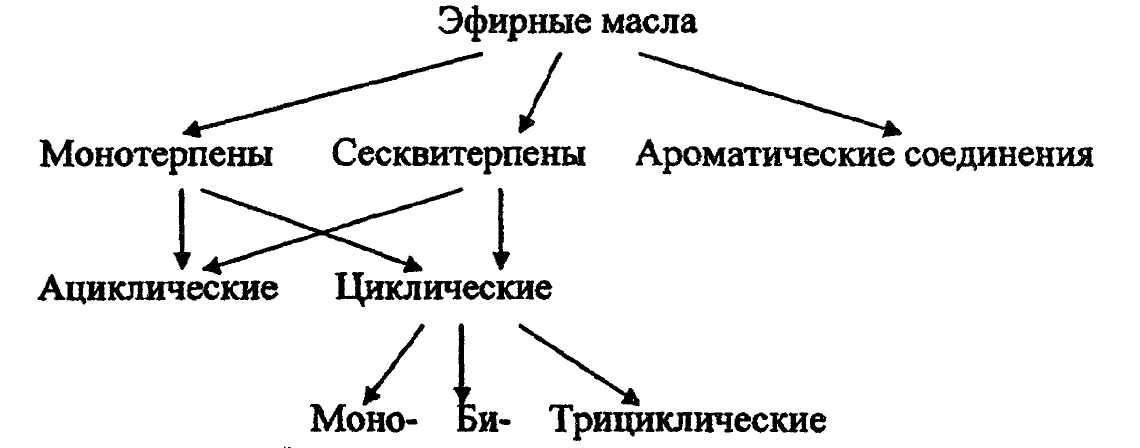 Эфирные масла
Монотерпены Сесквитерпены Ароматические соединения
Ациклические Циклические
Моно- Би- Трициклические